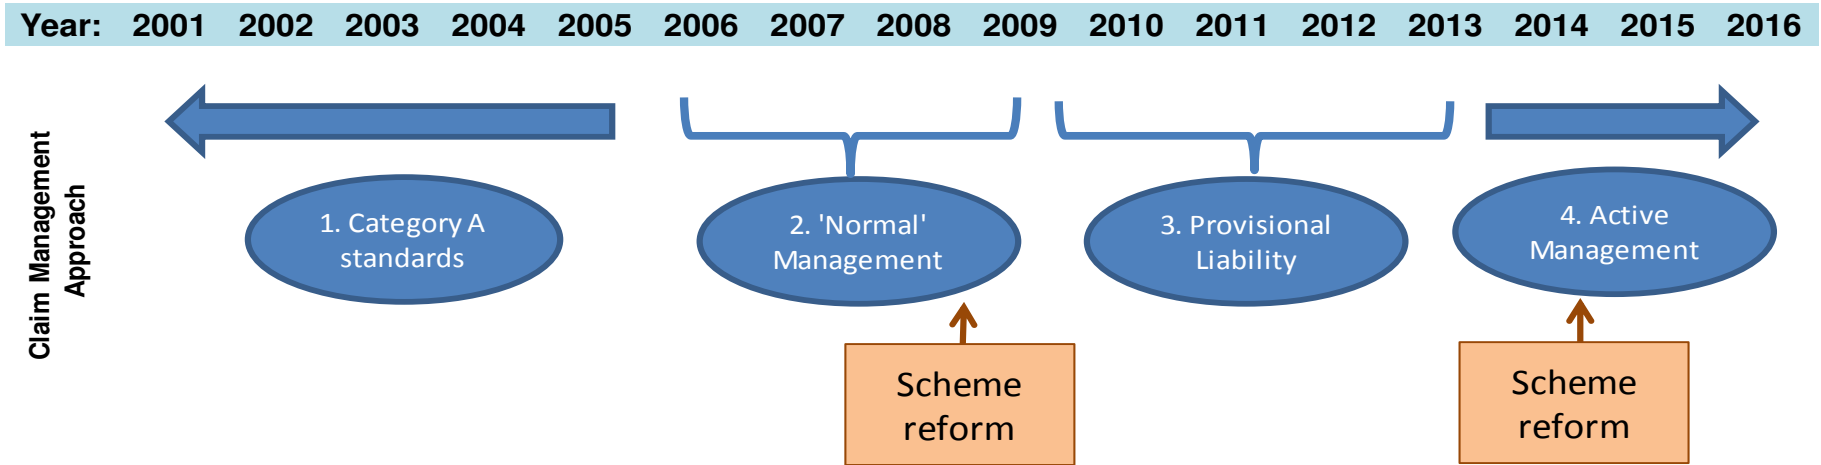 Year: 2001 2002 2003 2004 2005 2006 2007 2008 2009 2010 2011 2012 2013 2014 2015 2016
Claim Management
Approach
1. Category A
standards
2. 'Normal'
Management
3. Provisional
Liability
4. Active
Management
Scheme
reform
Scheme
reform